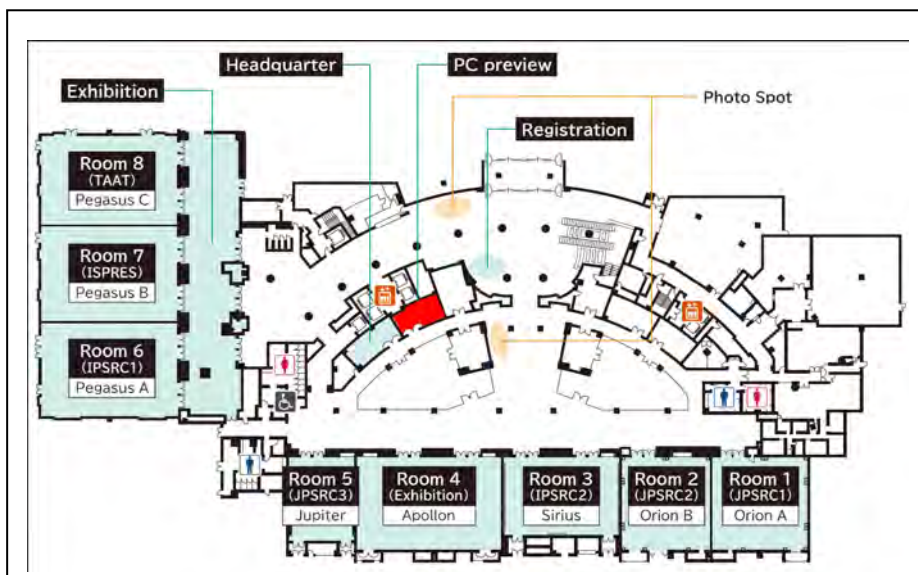 Headquarter
PC preview
Exhibiition
Photo Spot
Registration
Room 8
(TAAT)
Pegasus C
Room 7
(ISPRES)
Pegasus B
Room 6
(IPSRC1)
Pegasus A
Room 5
(JPSRC3)
Jupiter
Room 4
(Exhibition)
Apollon
Room 3
(IPSRC2)
Sirius
Room 2
(JPSRC2)
Orion B
Room 1
(JPSRC1)
Orion A